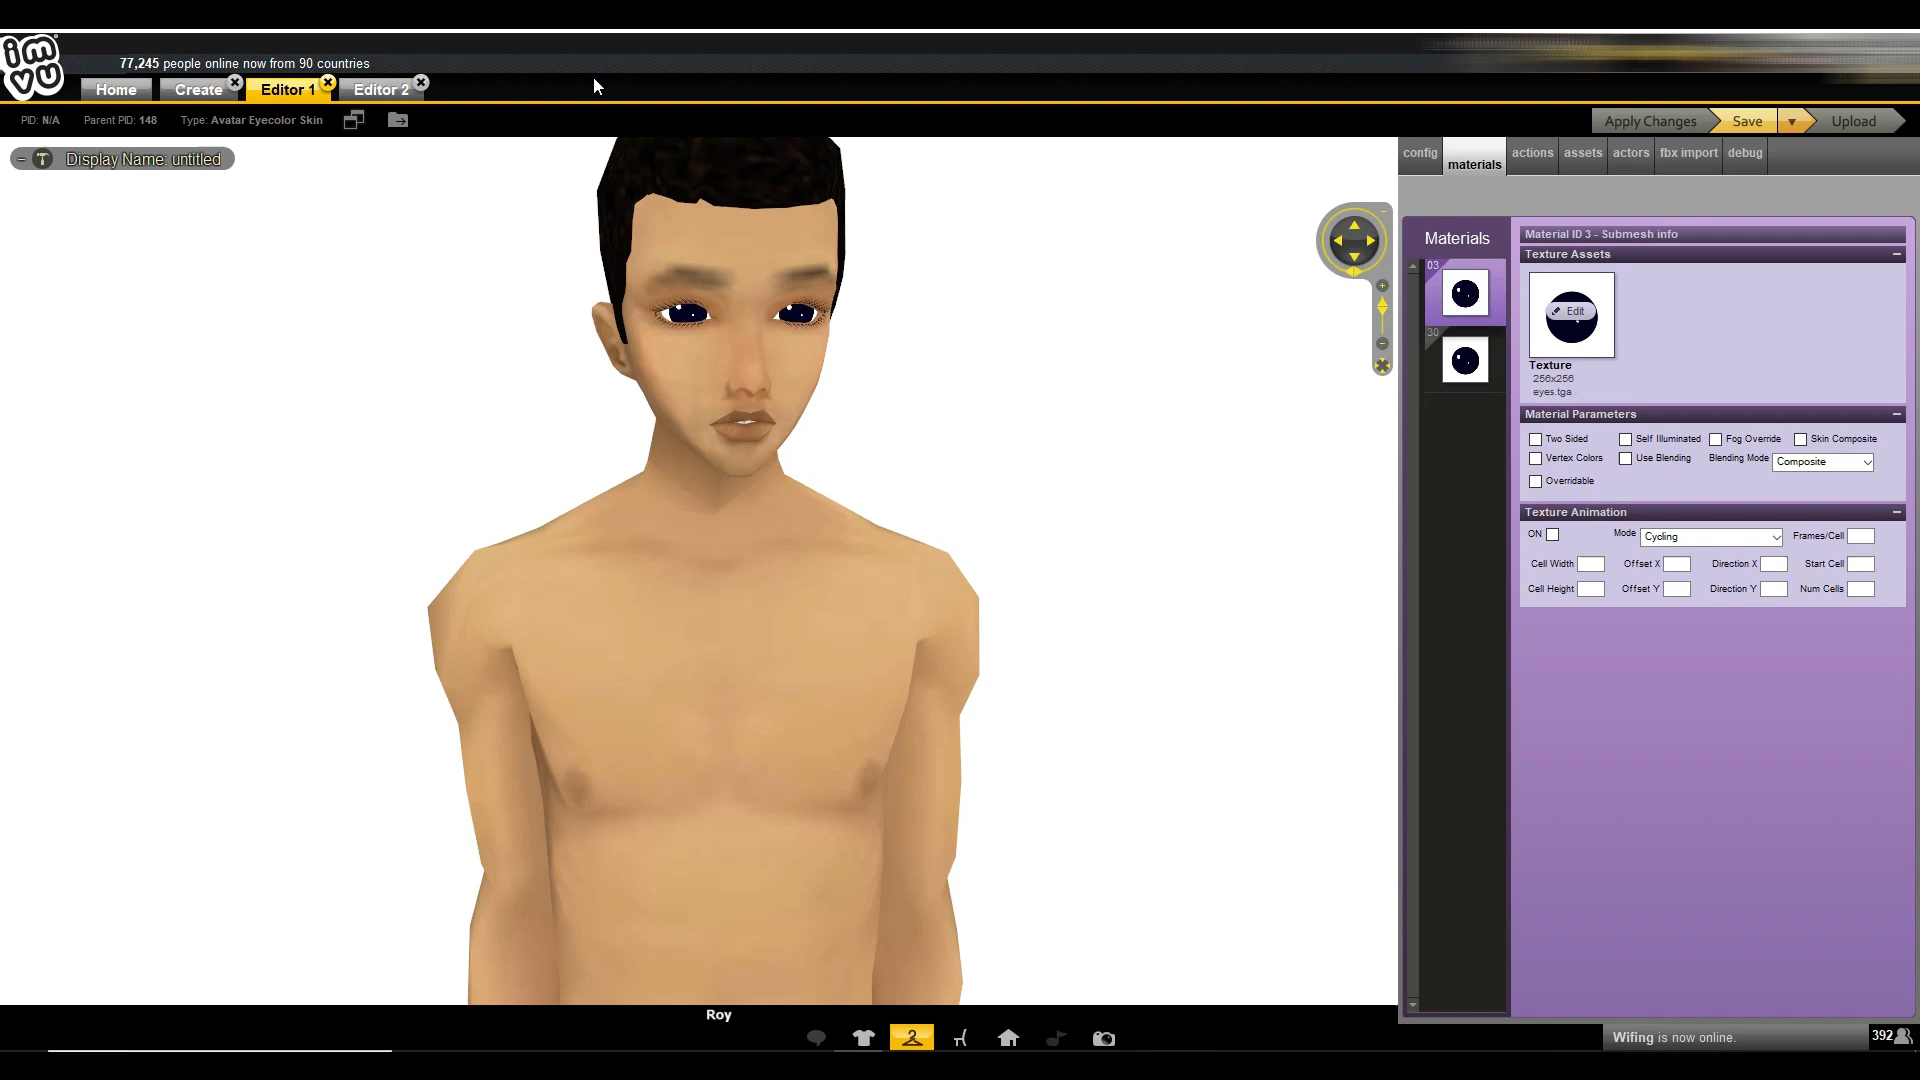 imvu
77,245 people online now from 90 countries
Home Create Editor 1 Editor 2
PID: N/A Parent PID: 148 Type: Avatar Eyecolor Skin
Apply Changes Save Upload
Display Name: untitled
config materials actions assets actors fbx import debug
Materials
03
30
Material ID 3 - Submesh info
Texture Assets
Edit
Texture
256x256
eyes.tga
Material Parameters
Two Sided Self Illuminated Fog Override Skin Composite
Vertex Colors Use Blending Blending Mode Composite
Overridable
Texture Animation
ON Mode Cycling Frames/Cell
Cell Width Offset X Direction X Start Cell
Cell Height Offset Y Direction Y Num Cells
Roy
Wifing is now online.
392